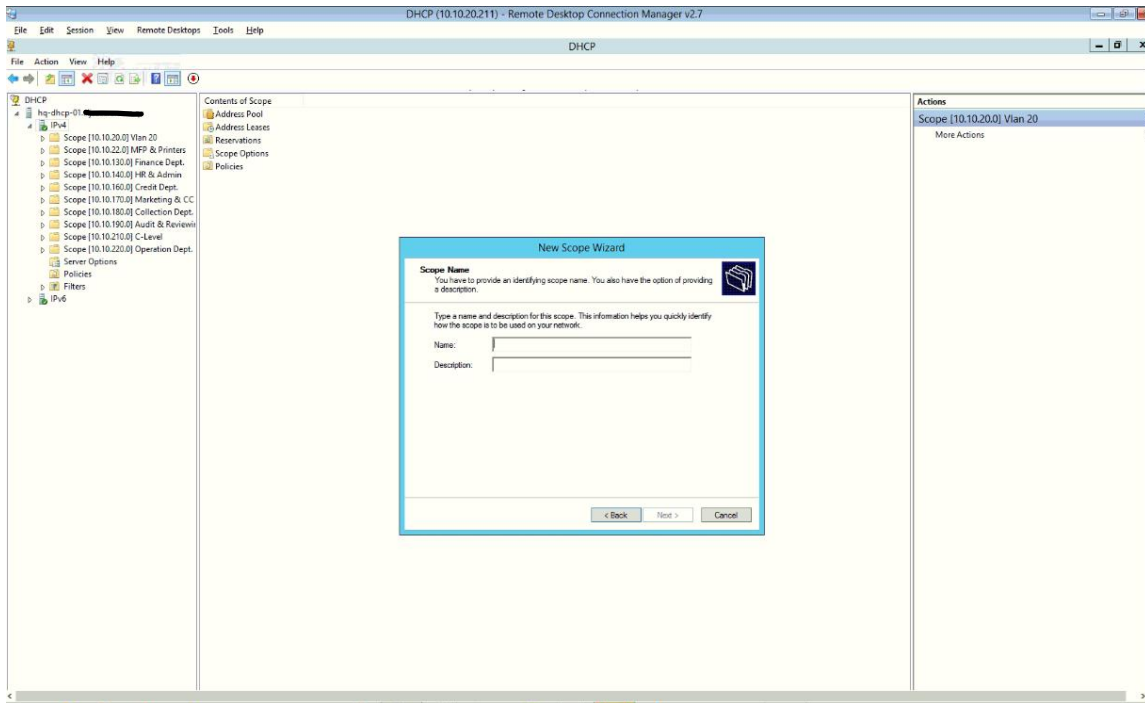 DHCP (10.10.20.211) - Remote Desktop Connection Manager v2.7
File Edit Session View Remote Desktops Tools Help
DHCP
File Action View Help
DHCP
hq-dhcp-01.
IPv4
Scope [10.10.20.0] Vlan 20
Scope [10.10.22.0] MFP & Printers
Scope [10.10.130.0] Finance Dept.
Scope [10.10.140.0] HR & Admin
Scope [10.10.160.0] Credit Dept.
Scope [10.10.170.0] Marketing & CC
Scope [10.10.180.0] Collection Dept.
Scope [10.10.190.0] Audit & Reviewin
Scope [10.10.210.0] C-Level
Scope [10.10.220.0] Operation Dept.
Server Options
Policies
Filters
IPv6
Contents of Scope
Address Pool
Address Leases
Reservations
Scope Options
Policies
New Scope Wizard
Scope Name
You have to provide an identifying scope name. You also have the option of providing
a description.
Type a name and description for this scope. This information helps you quickly identify
how the scope is to be used on your network.
Name:
Description:
< Back Next > Cancel
Actions
Scope [10.10.20.0] Vlan 20
More Actions